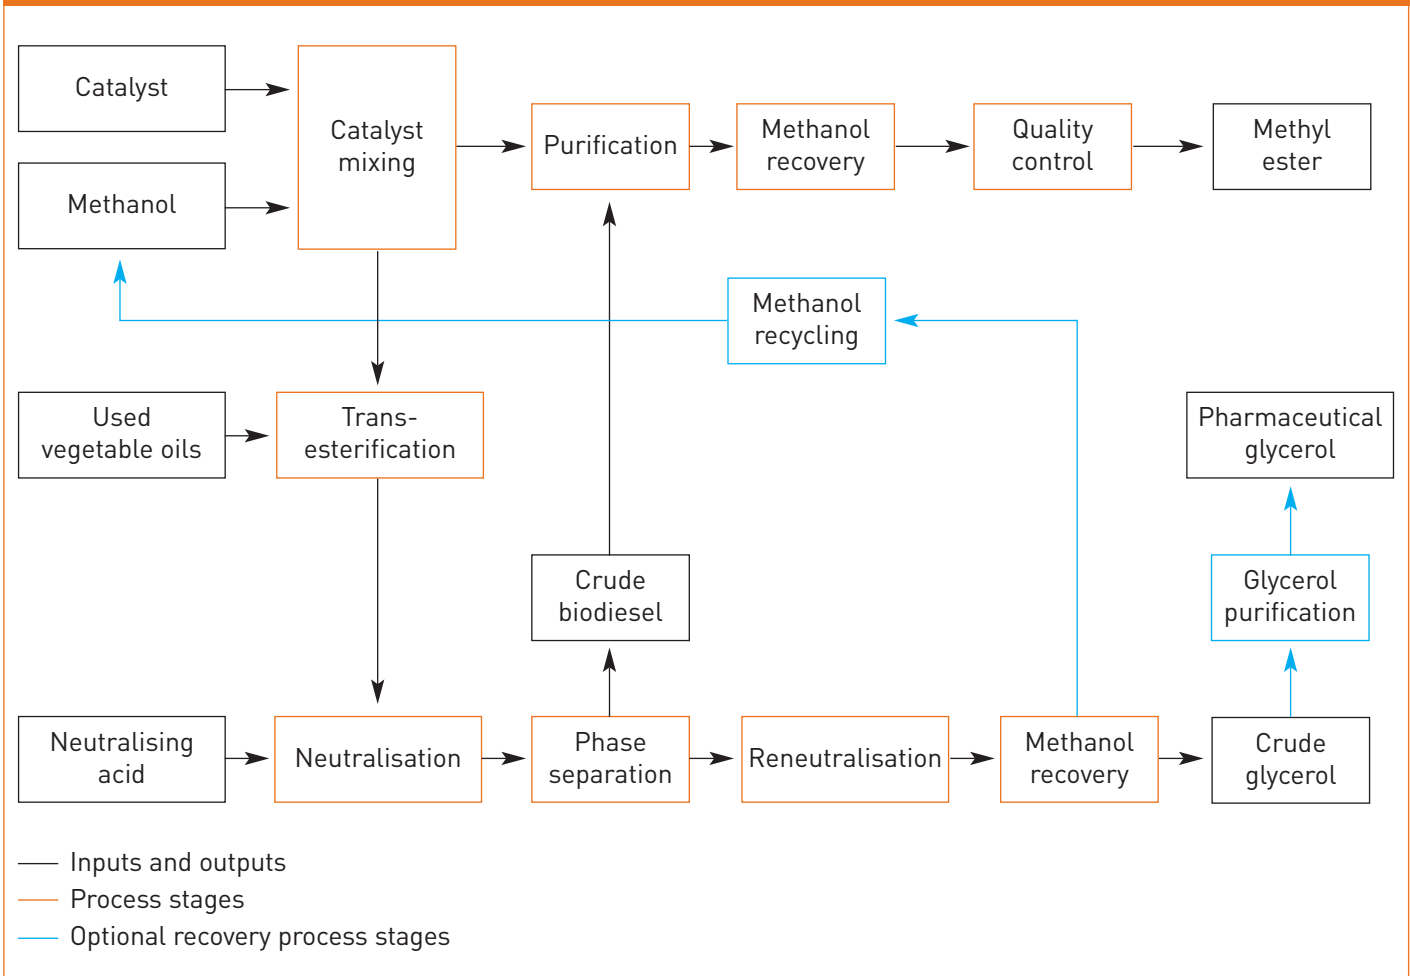 Catalyst
Catalyst
mixing
Purification
Methanol
recovery
Quality
control
Methyl
ester
Methanol
Methanol
recycling
Used
vegetable oils
Trans-
esterification
Pharmaceutical
glycerol
Crude
biodiesel
Glycerol
purification
Neutralising
acid
Neutralisation
Phase
separation
Reneutralisation
Methanol
recovery
Crude
glycerol
Inputs and outputs
Process stages
Optional recovery process stages